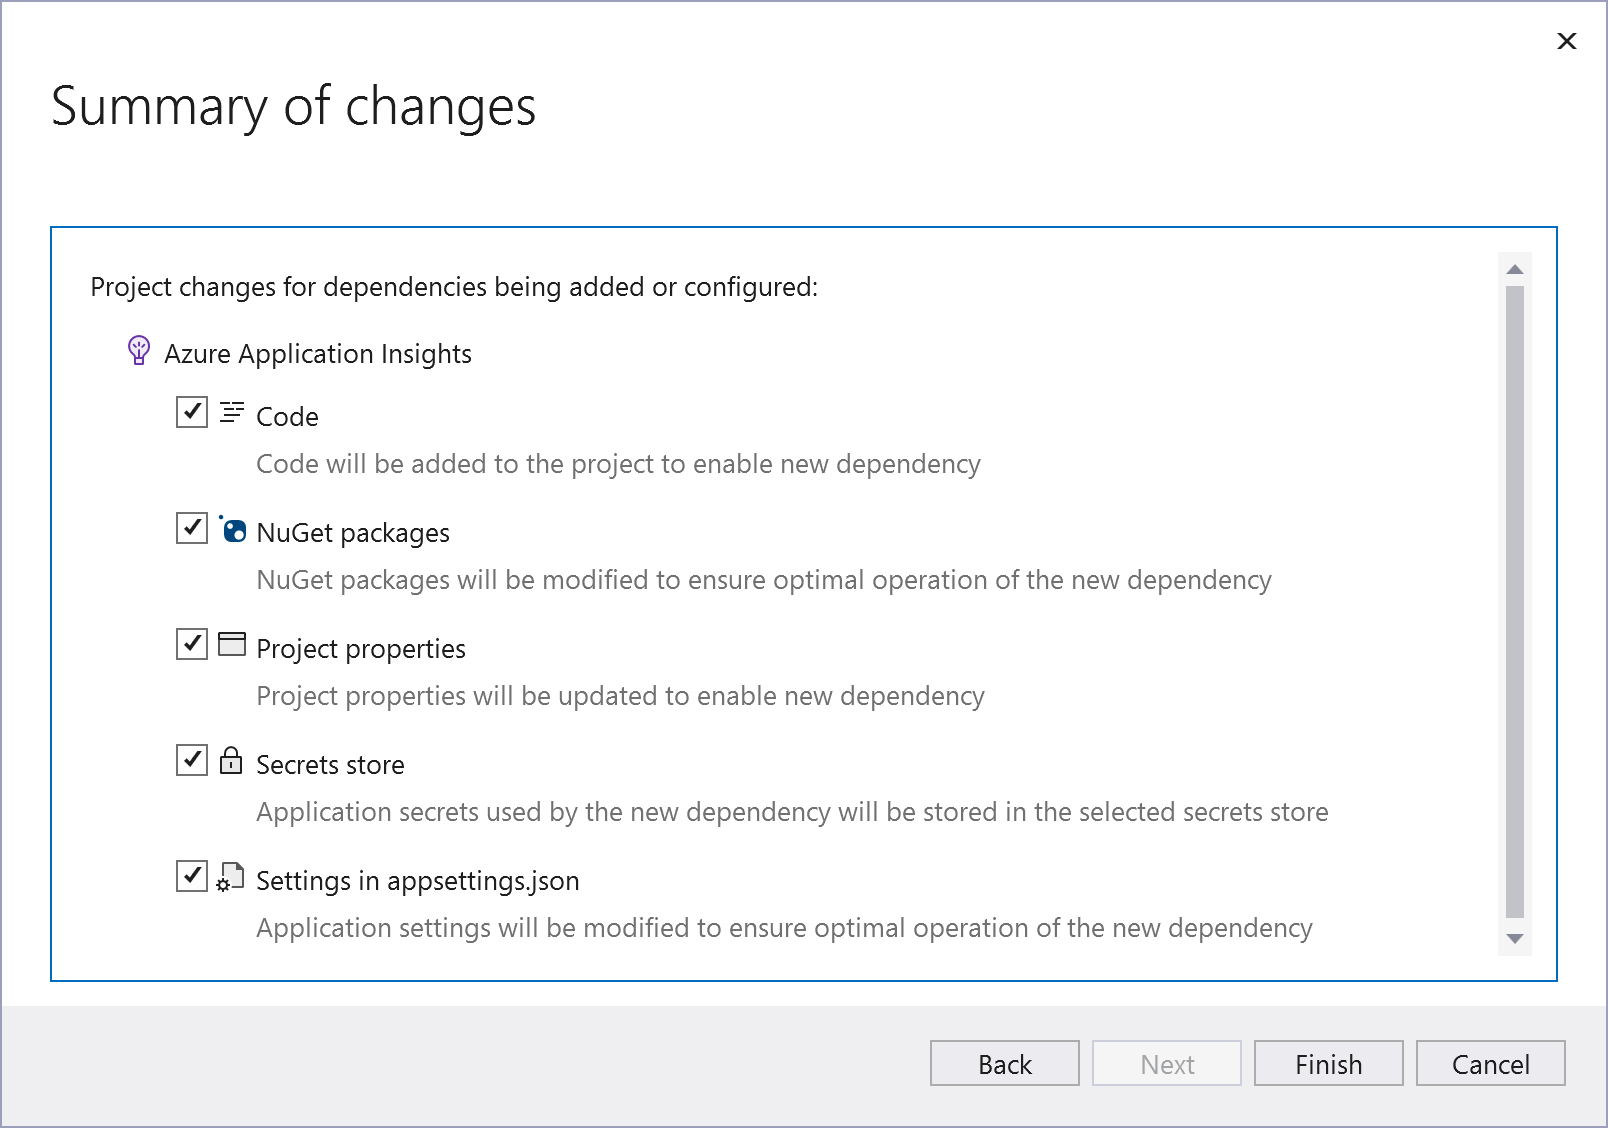 Summary of changes
Project changes for dependencies being added or configured:
Azure Application Insights
Code
Code will be added to the project to enable new dependency
NuGet packages
NuGet packages will be modified to ensure optimal operation of the new dependency
Project properties
Project properties will be updated to enable new dependency
Secrets store
Application secrets used by the new dependency will be stored in the selected secrets store
Settings in appsettings.json
Application settings will be modified to ensure optimal operation of the new dependency
Back Next Finish Cancel